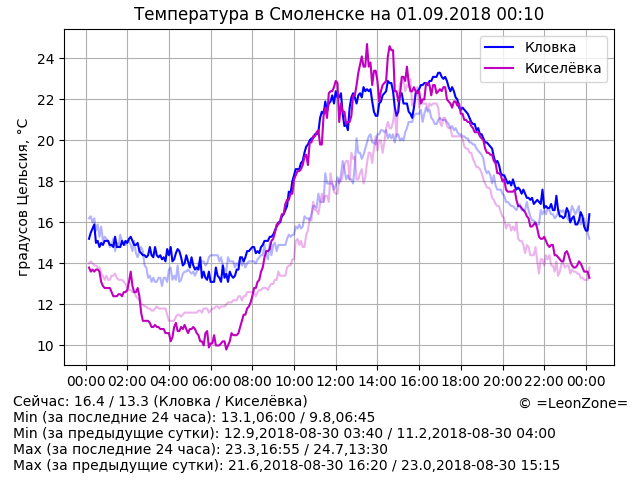 Температура в Смоленске на 01.09.2018 00:10
Кловка
Киселёвка
градусов Цельсия, °C
24
22
20
18
16
14
12
10
00:00 02:00 04:00 06:00 08:00 10:00 12:00 14:00 16:00 18:00 20:00 22:00 00:00
Сейчас: 16.4 / 13.3 (Кловка / Киселёвка)
© =LeonZone=
Min (за последние 24 часа): 13.1,06:00 / 9.8,06:45
Min (за предыдущие сутки): 12.9,2018-08-30 03:40 / 11.2,2018-08-30 04:00
Max (за последние 24 часа): 23.3,16:55 / 24.7,13:30
Max (за предыдущие сутки): 21.6,2018-08-30 16:20 / 23.0,2018-08-30 15:15